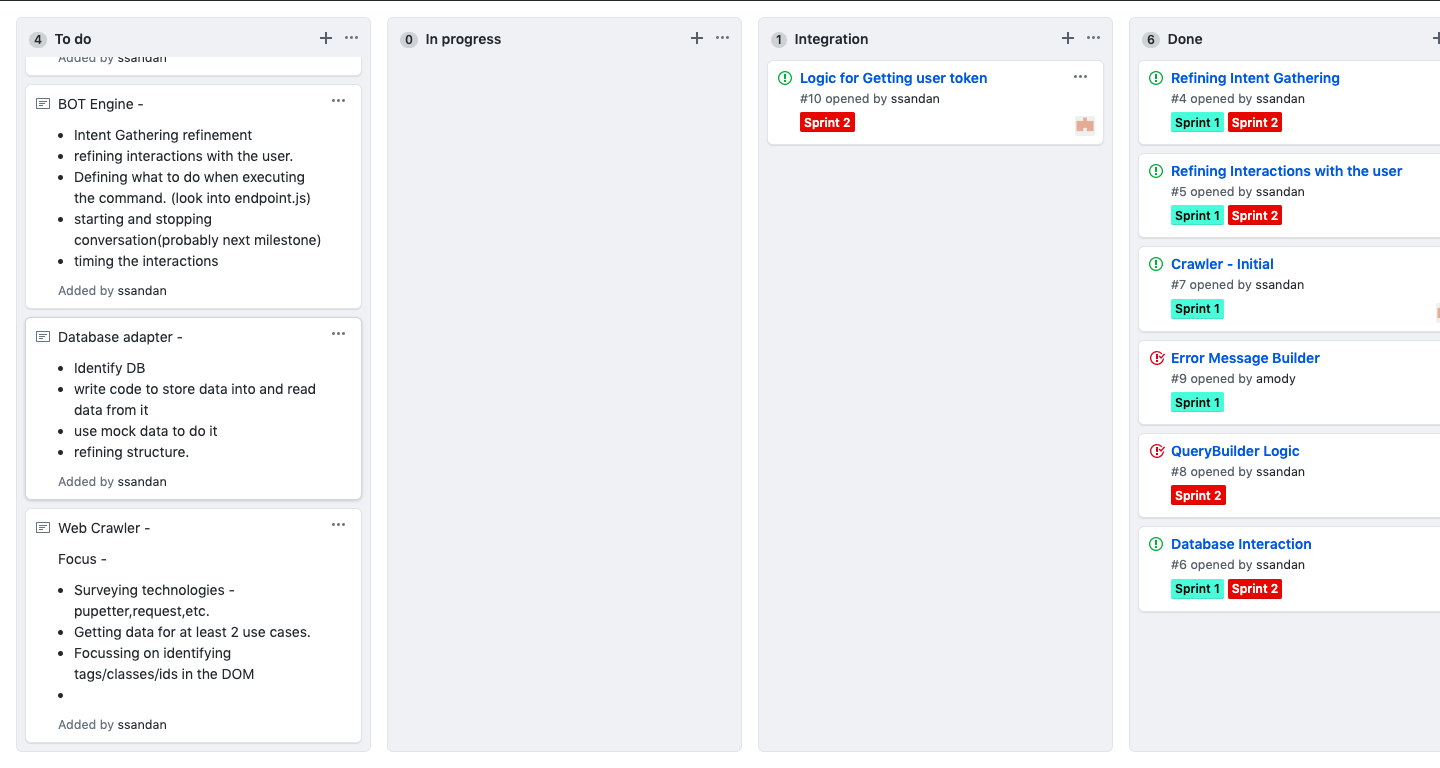 4 To do
Added by ssandan
BOT Engine -
Intent Gathering refinement
refining interactions with the user.
Defining what to do when executing
the command. (look into endpoint.js)
starting and stopping
conversation(probably next milestone)
timing the interactions
Added by ssandan
Database adapter -
Identify DB
write code to store data into and read
data from it
use mock data to do it
refining structure.
Added by ssandan
Web Crawler -
Focus -
Surveying technologies -
pupetter,request,etc.
Getting data for at least 2 use cases.
Focussing on identifying
tags/classes/ids in the DOM
Added by ssandan
0 In progress
1 Integration
Logic for Getting user token
#10 opened by ssandan
Sprint 2
6 Done
Refining Intent Gathering
#4 opened by ssandan
Sprint 1 Sprint 2
Refining Interactions with the user
#5 opened by ssandan
Sprint 1 Sprint 2
Crawler - Initial
#7 opened by ssandan
Sprint 1
Error Message Builder
#9 opened by amody
Sprint 1
QueryBuilder Logic
#8 opened by ssandan
Sprint 2
Database Interaction
#6 opened by ssandan
Sprint 1 Sprint 2